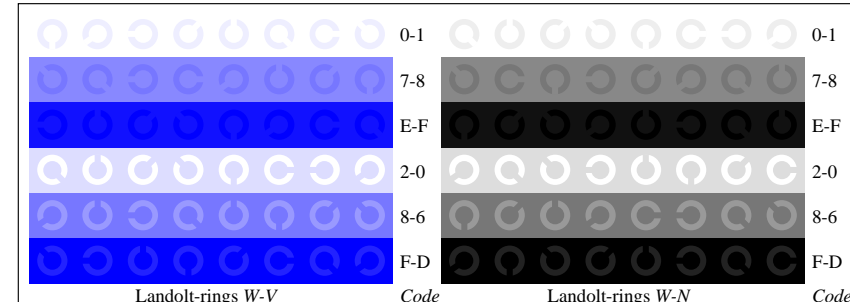 0-1 0-1
7-8 7-8
E-F E-F
2-0 2-0
8-6 8-6
F-D F-D
Landolt-rings W-V Code Landolt-rings W-N Code